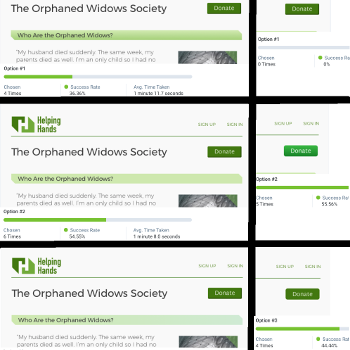 The Orphaned Widows Society
Donate
Who Are the Orphaned Widows?
"My husband died suddenly. The same week, my
parents died as well. I'm an only child so I had no
Option #1
Chosen
4 Times
Success Rate
36.36%
Avg. Time Taken
1 minute 11.7 seconds
Donate
Option #1
Chosen
0 Times
Success Ra
0%
Helping
Hands
SIGN UP
SIGN IN
The Orphaned Widows Society
Donate
Who Are the Orphaned Widows?
"My husband died suddenly. The same week, my
parents died as well. I'm an only child so I had no
Option #2
Chosen
6 Times
Success Rate
54.55%
Avg. Time Taken
SIGN UP
SIGN IN
Donate
Option #2
Chosen
5 Times
Success Ra
55.56%
Helping
Hands
SIGN UP
SIGN IN
The Orphaned Widows Society
Donate
Who Are the Orphaned Widows?
"My husband died suddenly. The same week, my
parents died as well. I'm an only child so I had no
SIGN UP
SIGN IN
Donate
Option #3
Chosen
4 Times
Success Ra
44.44%